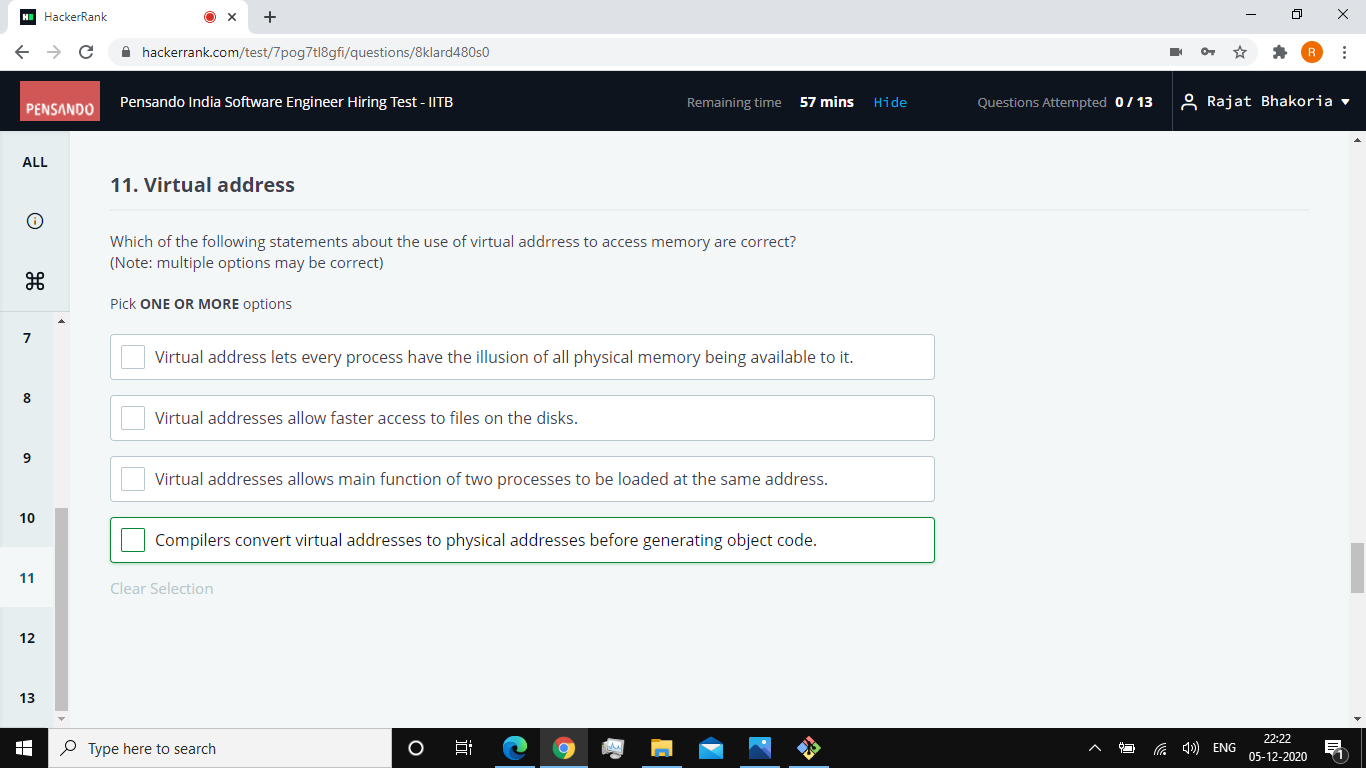 HackerRank
hackerrank.com/test/7pog7tl8gfi/questions/8klard480s0
R
PENSANDO
Pensando India Software Engineer Hiring Test - IITB
Remaining time 57 mins Hide
Questions Attempted 0 / 13
Rajat Bhakoria
ALL
7
8
9
10
11
12
13
11. Virtual address
Which of the following statements about the use of virtual addrress to access memory are correct?
(Note: multiple options may be correct)
Pick ONE OR MORE options
Virtual address lets every process have the illusion of all physical memory being available to it.
Virtual addresses allow faster access to files on the disks.
Virtual addresses allows main function of two processes to be loaded at the same address.
Compilers convert virtual addresses to physical addresses before generating object code.
Clear Selection
Type here to search
ENG
22:22
05-12-2020
1